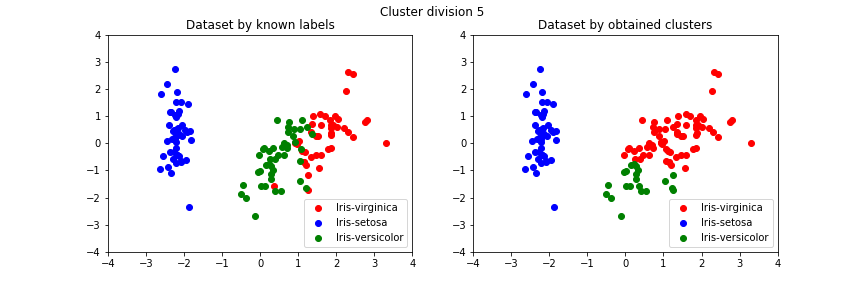 Cluster division 5
Dataset by known labels
4
3
2
1
0
−1
−2
−3
−4
−4 −3 −2 −1 0 1 2 3 4
Iris-virginica
Iris-setosa
Iris-versicolor
Dataset by obtained clusters
4
3
2
1
0
−1
−2
−3
−4
−4 −3 −2 −1 0 1 2 3 4
Iris-virginica
Iris-setosa
Iris-versicolor